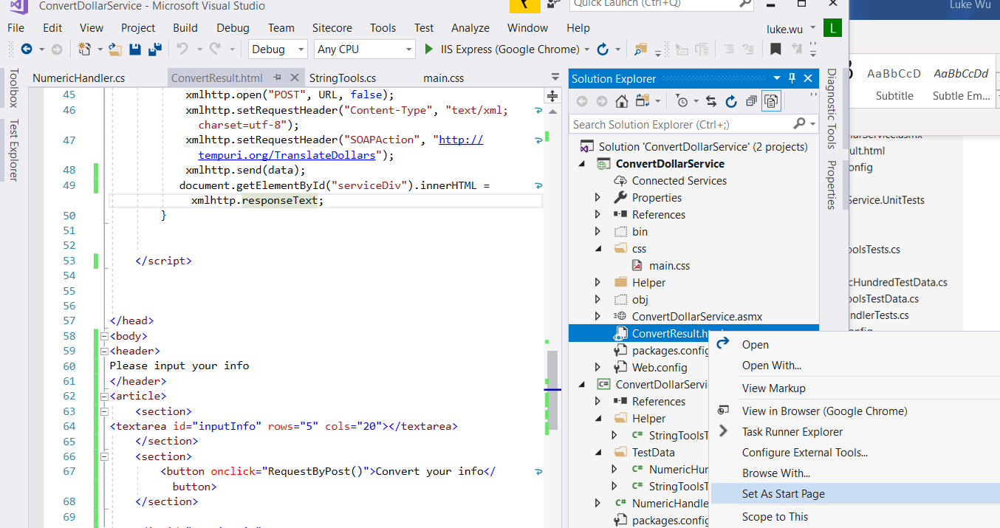 ConvertDollarService - Microsoft Visual Studio
Quick Launch (Ctrl+Q)
Luke Wu
File Edit View Project Build Debug Team Sitecore Tools Test Analyze Window Help
luke.wu L
Debug Any CPU IIS Express (Google Chrome)
NumericHandler.cs ConvertResult.html StringTools.cs main.css
Toolbox
Test Explorer
45 xmlhttp.open("POST", URL, false);
46 xmlhttp.setRequestHeader("Content-Type", "text/xml;
charset=utf-8");
47 xmlhttp.setRequestHeader("SOAPAction", "http://
tempuri.org/TranslateDollars");
48 xmlhttp.send(data);
49 document.getElementById("serviceDiv").innerHTML =
xmlhttp.responseText;
50 }
51
52
53 </script>
54
55
56
57 </head>
58 <body>
59 <header>
60 Please input your info
61 </header>
62 <article>
63 <section>
64 <textarea id="inputInfo" rows="5" cols="20"></textarea>
65 </section>
66 <section>
67 <button onclick="RequestByPost()">Convert your info</
button>
68 </section>
69
Solution Explorer
Search Solution Explorer (Ctrl+;)
Solution 'ConvertDollarService' (2 projects)
ConvertDollarService
Connected Services
Properties
References
bin
css
main.css
Helper
obj
ConvertDollarService.asmx
ConvertResult.h
packages.config
Web.config
C# ConvertDollarServi
References
Helper
C# StringToolsT
TestData
C# NumericHun
C# StringToolsT
C# NumericHandle
packages.config
Open
Open With...
View Markup
View in Browser (Google Chrome)
Task Runner Explorer
Configure External Tools...
Browse With...
Set As Start Page
Scope to This
Diagnostic Tools
Properties
AaBbCcD AaBbCcDd
Subtitle Subtle Em...
arService.asmx
ult.html
onfig
Service.UnitTests
oolsTests.cs
cHundredTestData.cs
oolsTestData.cs
ndlerTests.cs